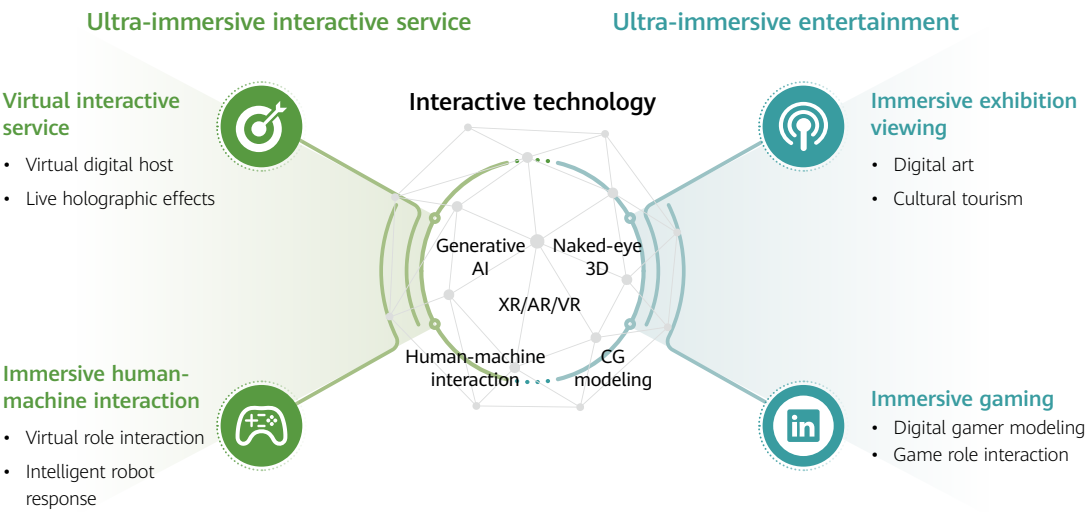 Ultra-immersive interactive service
Ultra-immersive entertainment
Virtual interactive
service
• Virtual digital host
• Live holographic effects
Immersive human-
machine interaction
• Virtual role interaction
• Intelligent robot
response
Interactive technology
Generative
AI
Naked-eye
3D
XR/AR/VR
Human-machine
interaction
CG
modeling
Immersive exhibition
viewing
• Digital art
• Cultural tourism
in
Immersive gaming
• Digital gamer modeling
• Game role interaction